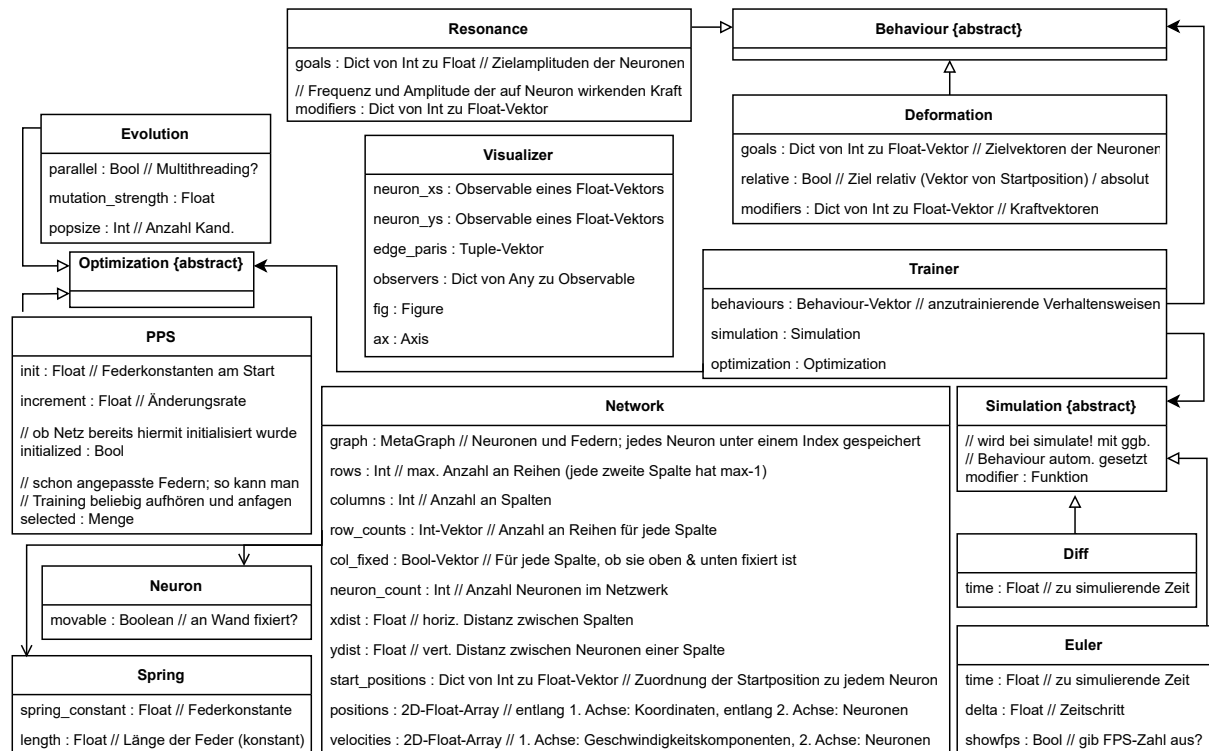 Resonance
goals : Dict von Int zu Float // Zielamplituden der Neuronen
// Frequenz und Amplitude der auf Neuron wirkenden Kraft
modifiers : Dict von Int zu Float-Vektor
Behaviour {abstract}
Deformation
goals : Dict von Int zu Float-Vektor // Zielvektoren der Neuronen
relative : Bool // Ziel relativ (Vektor von Startposition) / absolut
modifiers : Dict von Int zu Float-Vektor // Kraftvektoren
Evolution
parallel : Bool // Multithreading?
mutation_strength : Float
popsize : Int // Anzahl Kand.
Visualizer
neuron_xs : Observable eines Float-Vektors
neuron_ys : Observable eines Float-Vektors
edge_paris : Tuple-Vektor
observers : Dict von Any zu Observable
fig : Figure
ax : Axis
Optimization {abstract}
Trainer
behaviours : Behaviour-Vektor // anzutrainierende Verhaltensweisen
simulation : Simulation
optimization : Optimization
PPS
init : Float // Federkonstanten am Start
increment : Float // Änderungsrate
// ob Netz bereits hiermit initialisiert wurde
initialized : Bool
// schon angepasste Federn; so kann man
// Training beliebig aufhören und anfagen
selected : Menge
Network
graph : MetaGraph // Neuronen und Federn; jedes Neuron unter einem Index gespeichert
rows : Int // max. Anzahl an Reihen (jede zweite Spalte hat max-1)
columns : Int // Anzahl an Spalten
row_counts : Int-Vektor // Anzahl an Reihen für jede Spalte
col_fixed : Bool-Vektor // Für jede Spalte, ob sie oben & unten fixiert ist
neuron_count : Int // Anzahl Neuronen im Netzwerk
xdist : Float // horiz. Distanz zwischen Spalten
ydist : Float // vert. Distanz zwischen Neuronen einer Spalte
start_positions : Dict von Int zu Float-Vektor // Zuordnung der Startposition zu jedem Neuron
positions : 2D-Float-Array // entlang 1. Achse: Koordinaten, entlang 2. Achse: Neuronen
velocities : 2D-Float-Array // 1. Achse: Geschwindigkeitskomponenten, 2. Achse: Neuronen
Simulation {abstract}
// wird bei simulate! mit ggb.
// Behaviour autom. gesetzt
modifier : Funktion
Diff
time : Float // zu simulierende Zeit
Neuron
movable : Boolean // an Wand fixiert?
Spring
spring_constant : Float // Federkonstante
length : Float // Länge der Feder (konstant)
Euler
time : Float // zu simulierende Zeit
delta : Float // Zeitschritt
showfps : Bool // gib FPS-Zahl aus?